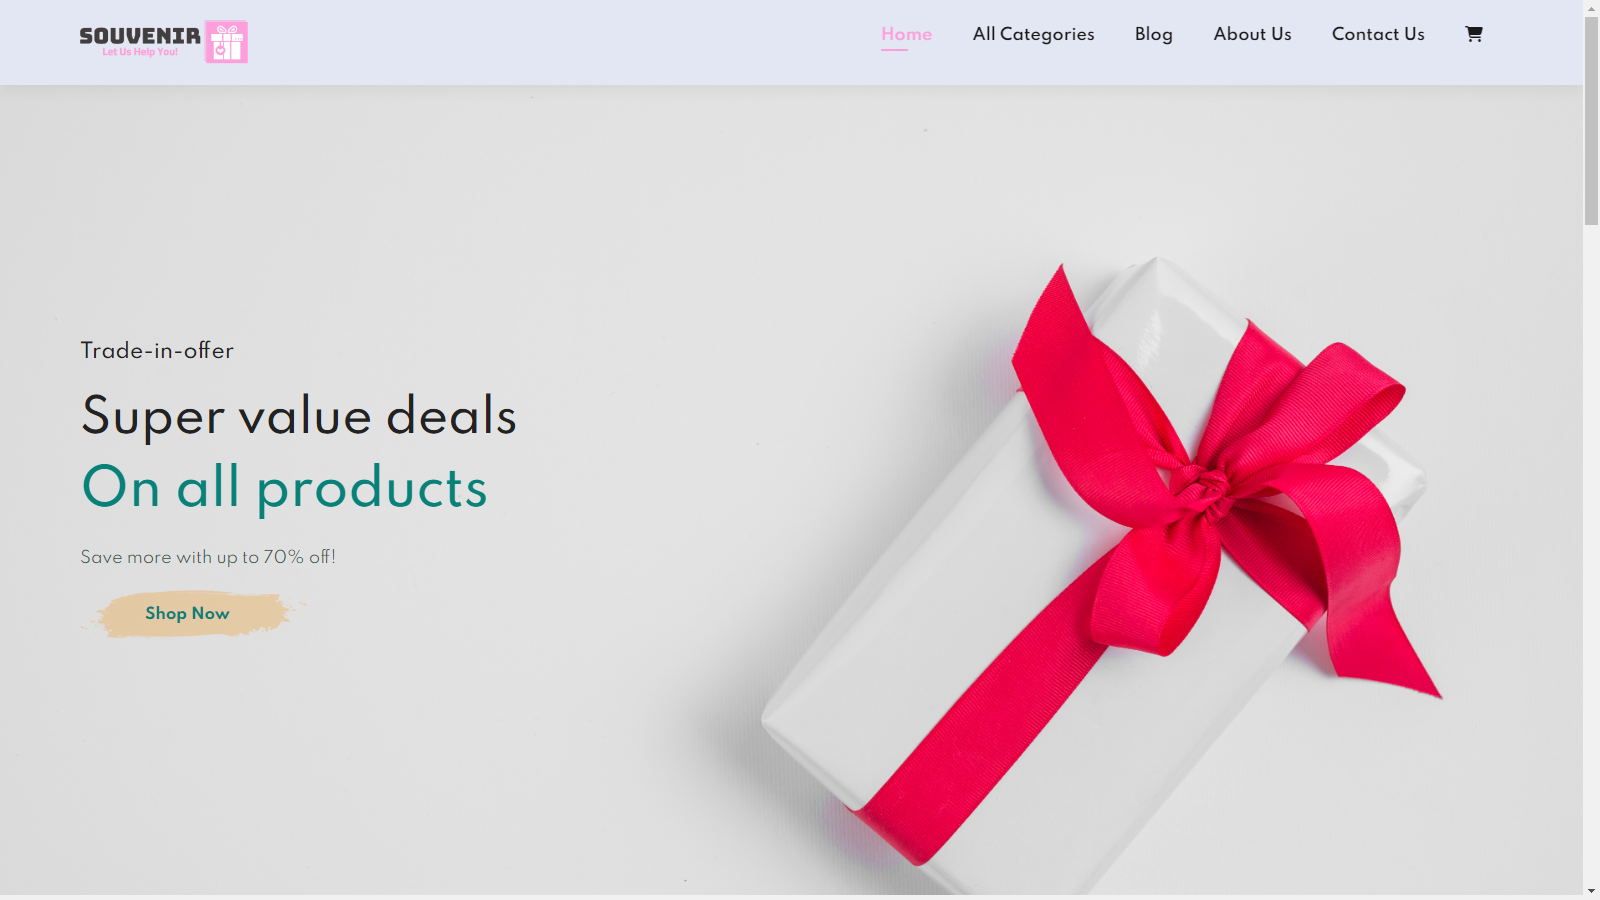 SOUVENIR
Let Us Help You!
Home
All Categories
Blog
About Us
Contact Us
Trade-in-offer
Super value deals
On all products
Save more with up to 70% off!
Shop Now